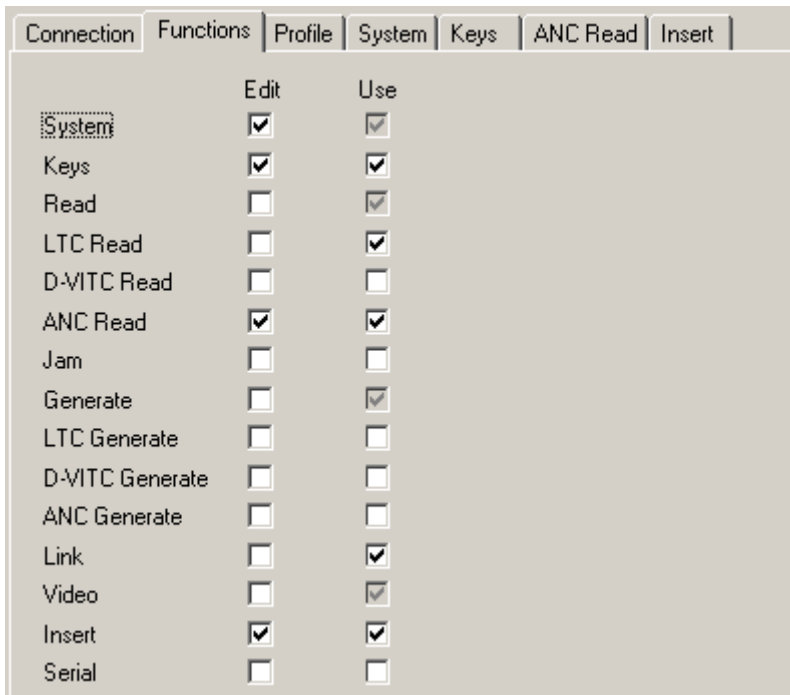 Connection Functions Profile System Keys ANC Read Insert
Edit Use
System
Keys
Read
LTC Read
D-VITC Read
ANC Read
Jam
Generate
LTC Generate
D-VITC Generate
ANC Generate
Link
Video
Insert
Serial